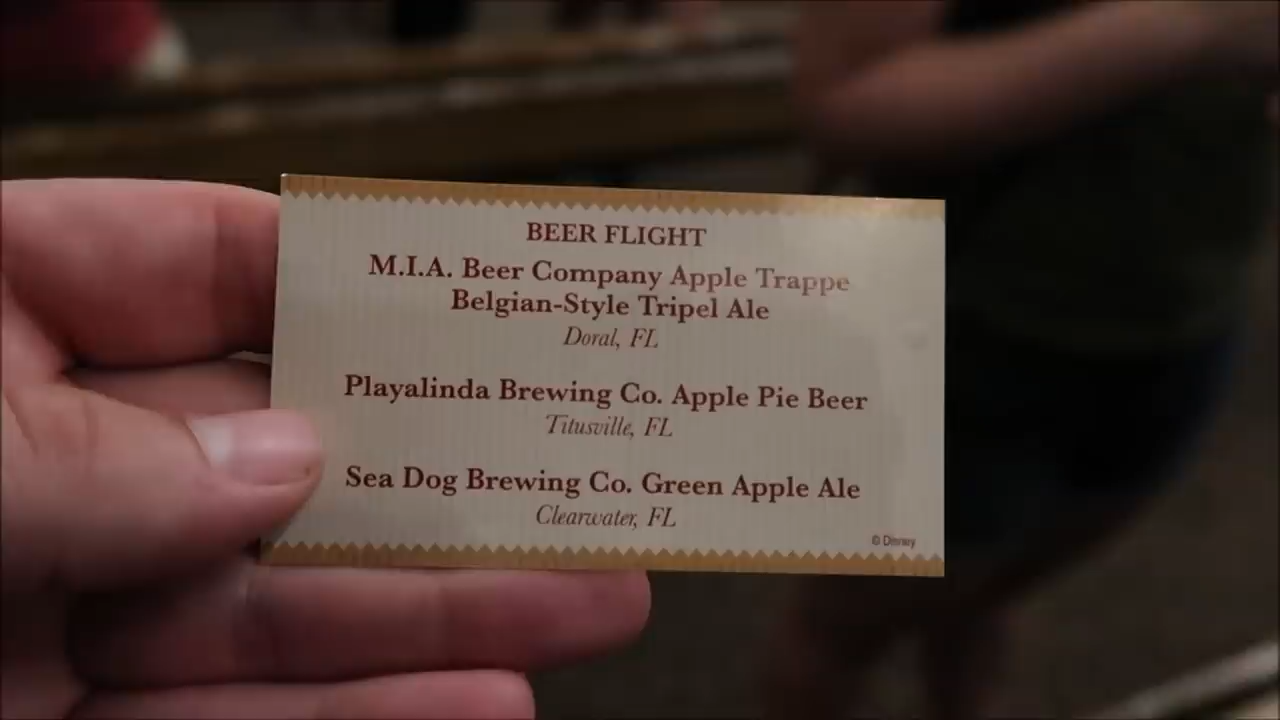 BEER FLIGHT
M.I.A. Beer Company Apple Trappe
Belgian-Style Tripel Ale
Doral, FL
Playalinda Brewing Co. Apple Pie Beer
Titusville, FL
Sea Dog Brewing Co. Green Apple Ale
Clearwater, FL
© Disney